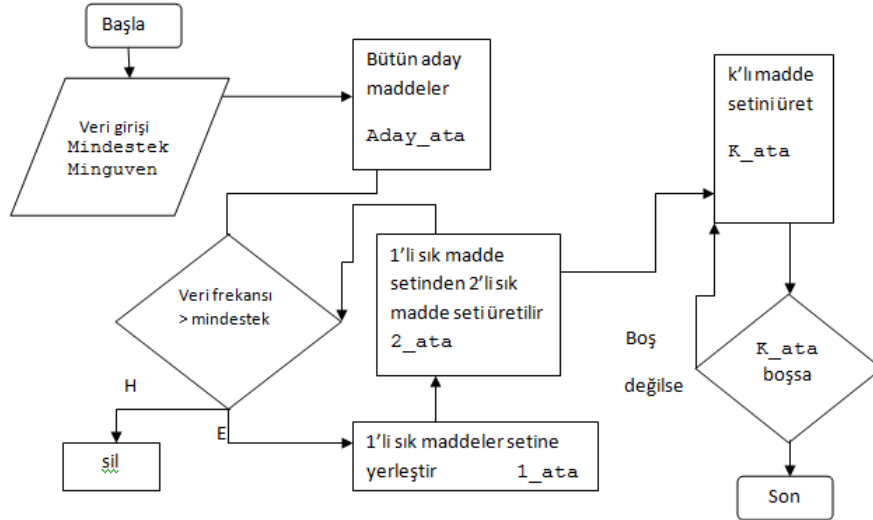 Başla
Veri girişi
Mindestek
Minguven
Bütün aday
maddeler
Aday_ata
Veri frekansı
> mindestek
H
E
sil
1'li sık maddeler setine
yerleştir 1_ata
1'li sık madde
setinden 2'li sık
madde seti üretilir
2_ata
k'lı madde
setini üret
K_ata
Boş
değilse
K_ata
boşsa
Son